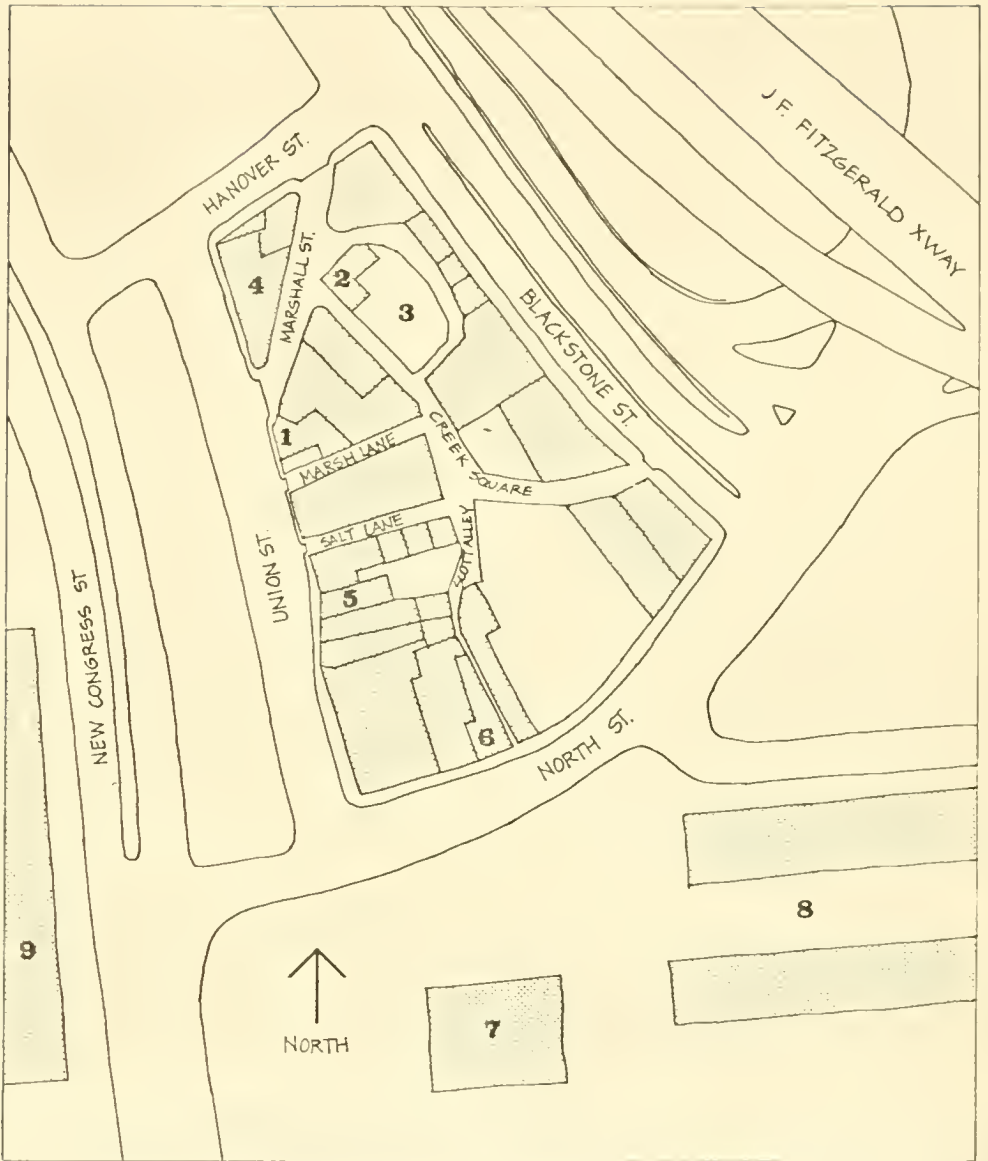 J.F. FITZGERALD XWAY
HANOVER ST.
MARSHALL ST.
4
2
3
BLACKSTONE ST.
1
MARSH LANE
CREEK SQUARE
SALT LANE
SCOTT ALLEY
UNION ST.
5
NEW CONGRESS ST
6
NORTH ST.
8
9
7
NORTH